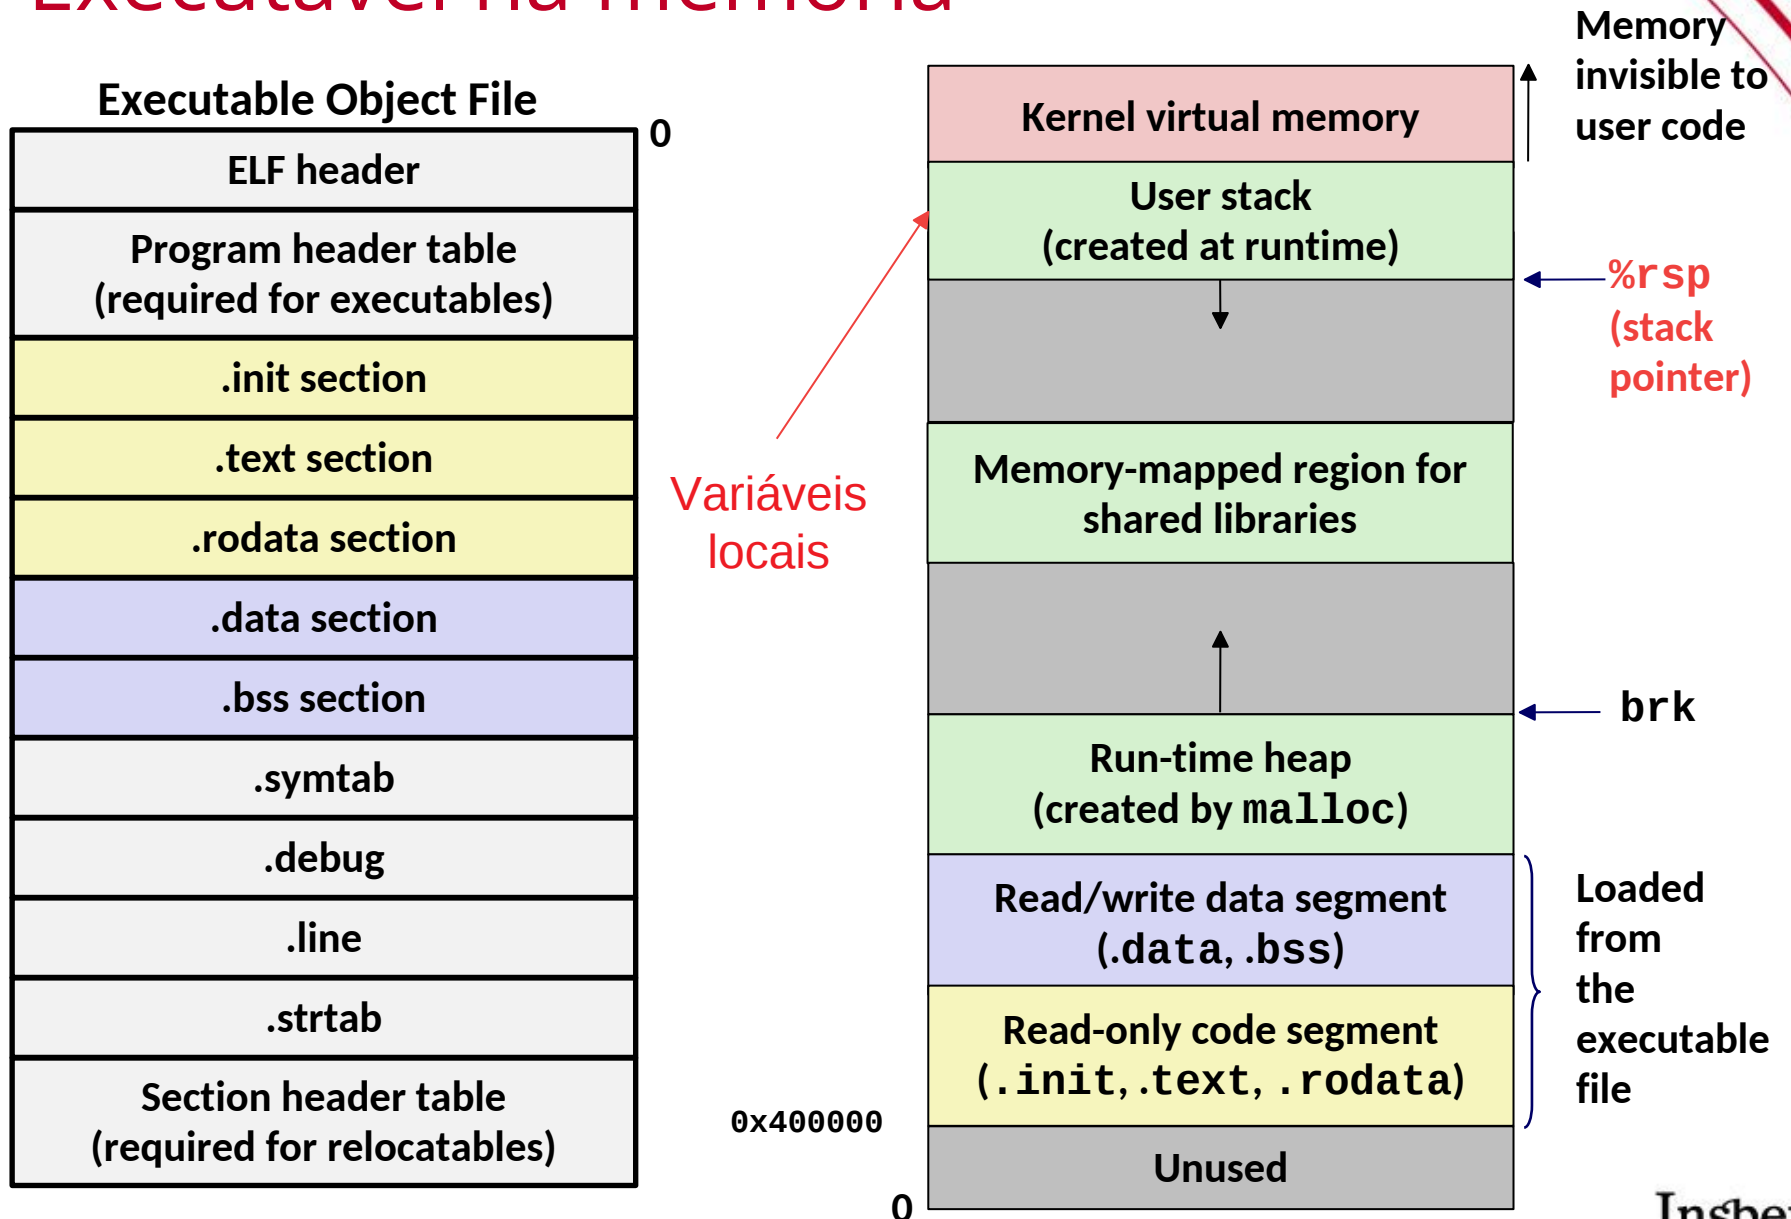 Executável na memória
Executable Object File
0
ELF header
Program header table
(required for executables)
.init section
.text section
.rodata section
.data section
.bss section
.symtab
.debug
.line
.strtab
Section header table
(required for relocatables)
Variáveis
locais
Kernel virtual memory
User stack
(created at runtime)
Memory-mapped region for
shared libraries
Run-time heap
(created by malloc)
Read/write data segment
(.data, .bss)
Read-only code segment
(.init, .text, .rodata)
Unused
0x400000
0
Memory
invisible to
user code
%rsp
(stack
pointer)
brk
Loaded
from
the
executable
file